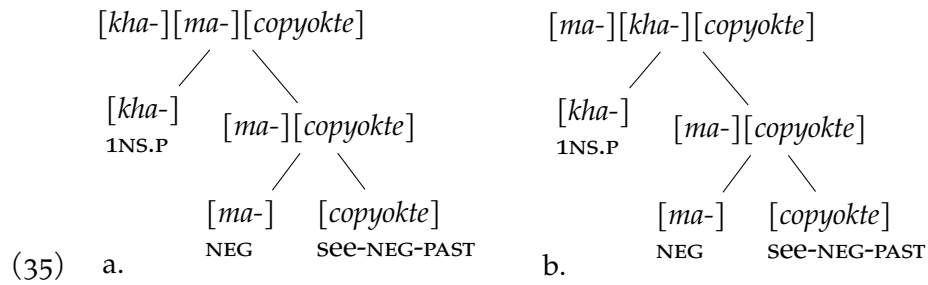 [kha-][ma-][copyokte] [ma-][kha-][copyokte]
[kha-] [kha-]
1NS.P [ma-][copyokte] 1NS.P [ma-][copyokte]
[ma-] [copyokte] [ma-] [copyokte]
NEG see-NEG-PAST NEG see-NEG-PAST
(35) a. b.